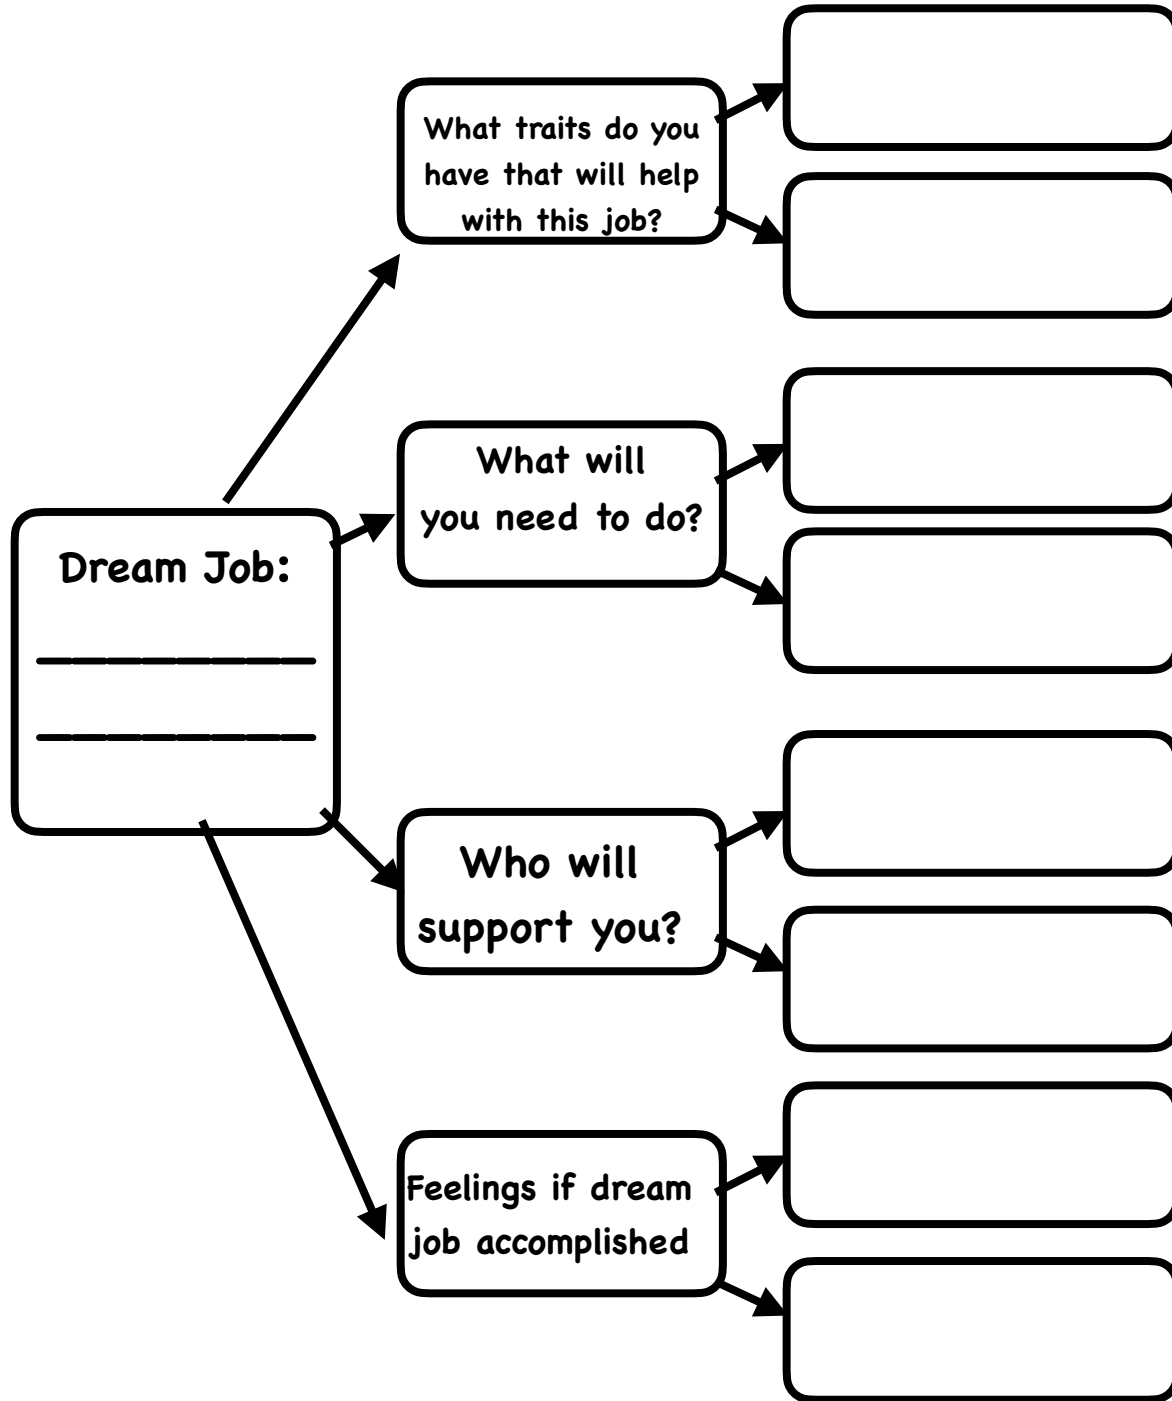 What traits do you
have that will help
with this job?
What will
you need to do?
Dream Job:
Who will
support you?
Feelings if dream
job accomplished